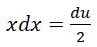 xdx = du/2